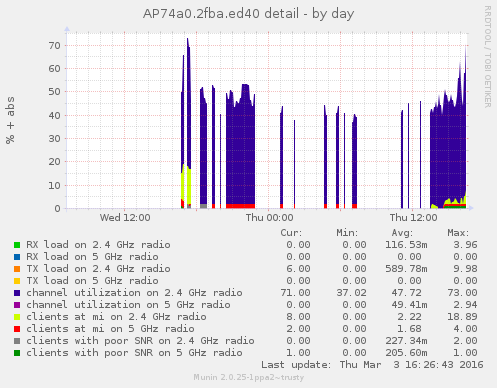 AP74a0.2fba.ed40 detail - by day
RRDTOOL / TOBI OETIKER
% + abs
70
60
50
40
30
20
10
0
Wed 12:00 Thu 00:00 Thu 12:00
Cur: Min: Avg: Max:
RX load on 2.4 GHz radio 0.00 0.00 116.53m 3.96
RX load on 5 GHz radio 0.00 0.00 0.00 0.00
TX load on 2.4 GHz radio 6.00 0.00 589.78m 9.98
TX load on 5 GHz radio 0.00 0.00 0.00 0.00
channel utilization on 2.4 GHz radio 71.00 37.02 47.72 73.00
channel utilization on 5 GHz radio 0.00 0.00 49.41m 2.94
clients at mi on 2.4 GHz radio 8.00 0.00 2.22 18.89
clients at mi on 5 GHz radio 2.00 0.00 1.68 4.00
clients with poor SNR on 2.4 GHz radio 0.00 0.00 227.34m 2.00
clients with poor SNR on 5 GHz radio 1.00 0.00 205.60m 1.00
Last update: Thu Mar 3 16:26:43 2016
Munin 2.0.25-1ppa2~trusty